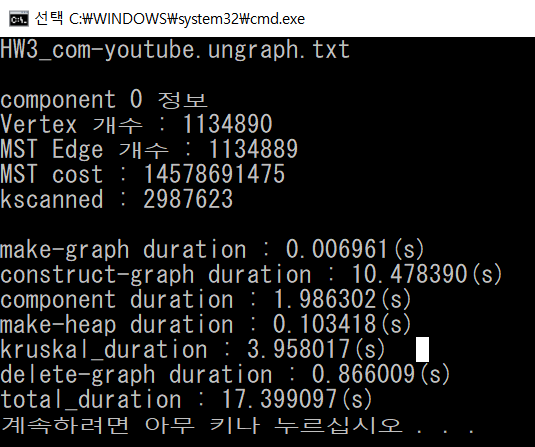 선택 C:₩WINDOWS₩system32₩cmd.exe
HW3_com-youtube.ungraph.txt
component 0 정보
Vertex 개수 : 1134890
MST Edge 개수 : 1134889
MST cost : 14578691475
kscanned : 2987623
make-graph duration : 0.006961(s)
construct-graph duration : 10.478390(s)
component duration : 1.986302(s)
make-heap duration : 0.103418(s)
kruskal_duration : 3.958017(s)
delete-graph duration : 0.866009(s)
total_duration : 17.399097(s)
계속하려면 아무 키나 누르십시오 . . .